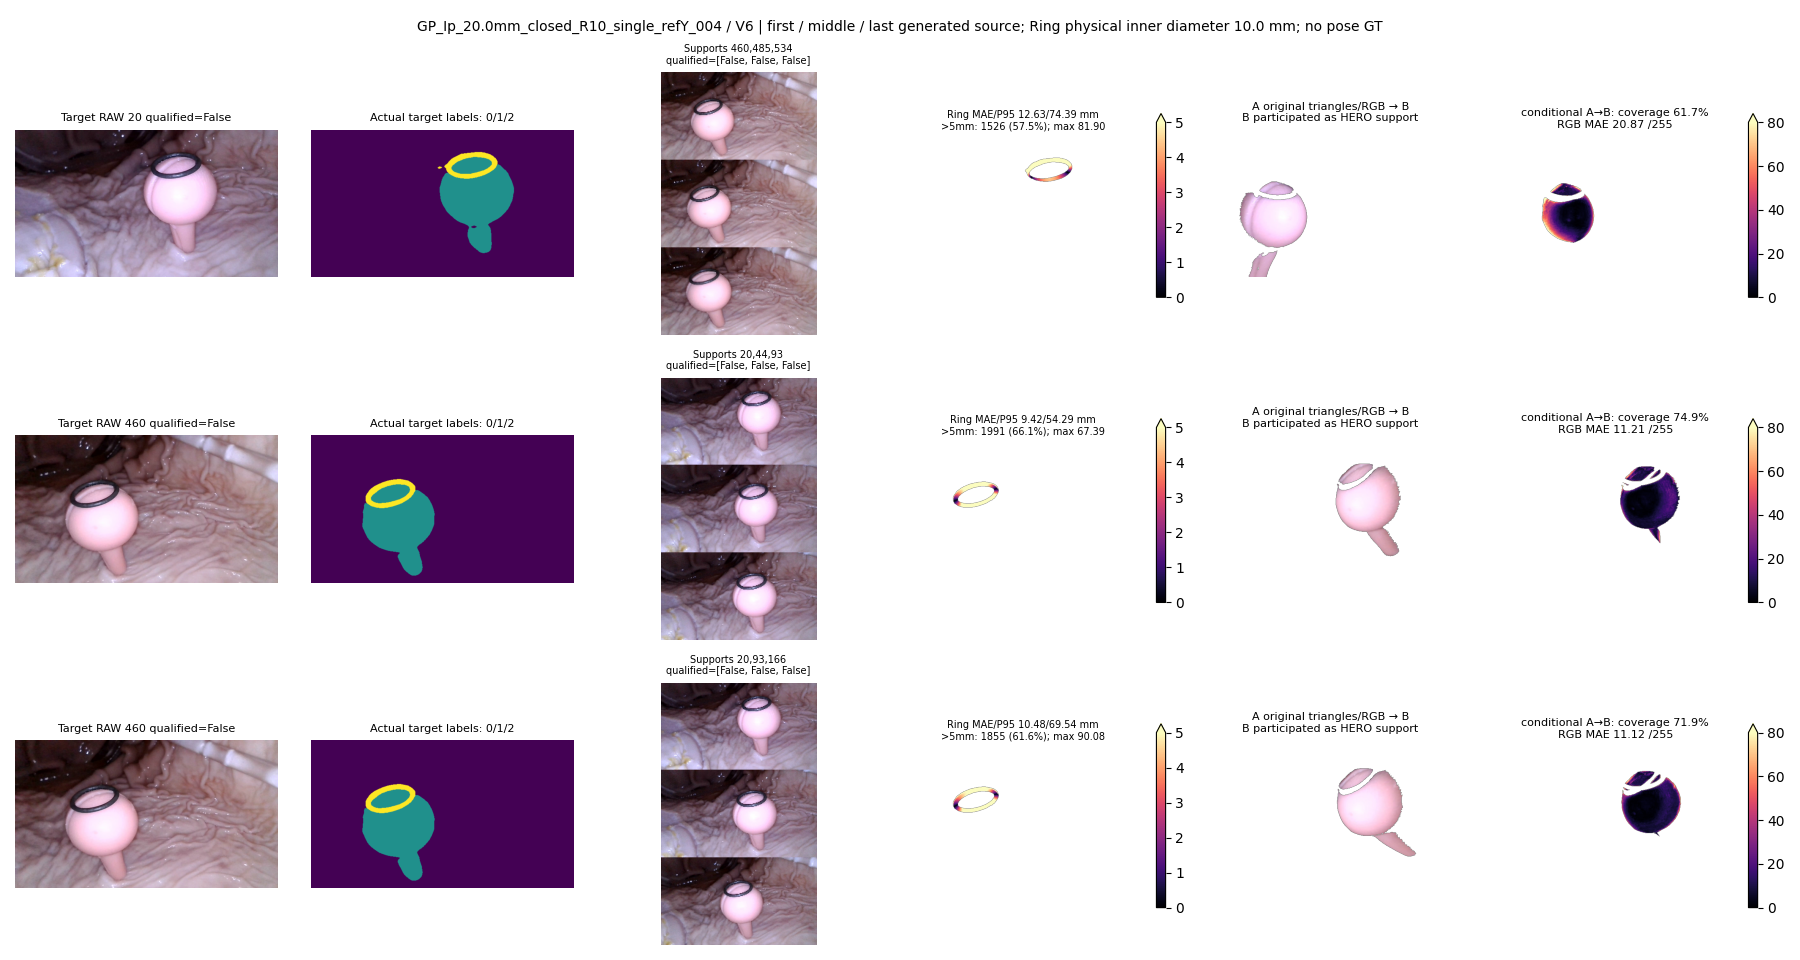 GP_Ip_20.0mm_closed_R10_single_refY_004 / V6 | first / middle / last generated source; Ring physical inner diameter 10.0 mm; no pose GT
Target RAW 20 qualified=False
Actual target labels: 0/1/2
Supports 460,485,534
qualified=[False, False, False]
Ring MAE/P95 12.63/74.39 mm
>5mm: 1526 (57.5%); max 81.90
5
4
3
2
1
0
A original triangles/RGB → B
B participated as HERO support
conditional A→B: coverage 61.7%
RGB MAE 20.87 /255
80
60
40
20
0
Target RAW 460 qualified=False
Actual target labels: 0/1/2
Supports 20,44,93
qualified=[False, False, False]
Ring MAE/P95 9.42/54.29 mm
>5mm: 1991 (66.1%); max 67.39
5
4
3
2
1
0
A original triangles/RGB → B
B participated as HERO support
conditional A→B: coverage 74.9%
RGB MAE 11.21 /255
80
60
40
20
0
Target RAW 460 qualified=False
Actual target labels: 0/1/2
Supports 20,93,166
qualified=[False, False, False]
Ring MAE/P95 10.48/69.54 mm
>5mm: 1855 (61.6%); max 90.08
5
4
3
2
1
0
A original triangles/RGB → B
B participated as HERO support
conditional A→B: coverage 71.9%
RGB MAE 11.12 /255
80
60
40
20
0